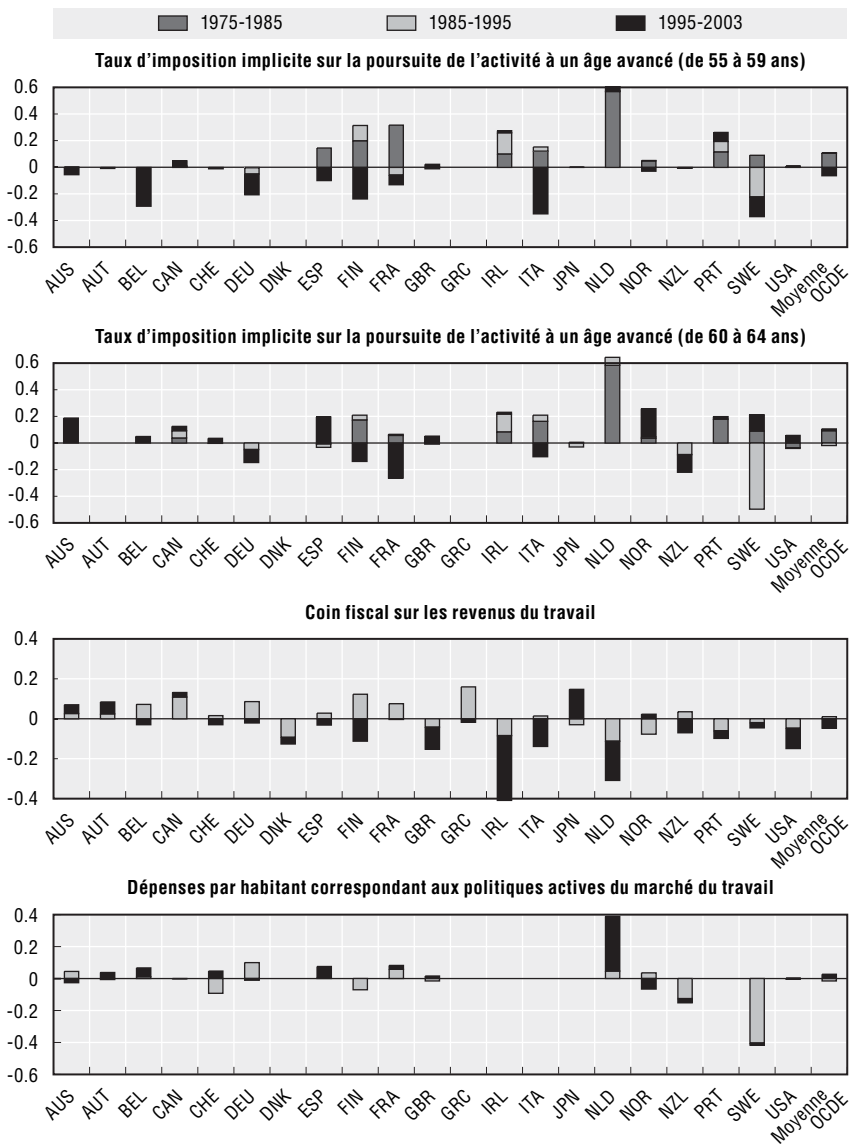 1975-1985 1985-1995 1995-2003
Taux d'imposition implicite sur la poursuite de l'activité à un âge avancé (de 55 à 59 ans)
0.6
0.4
0.2
0
-0.2
-0.4
-0.6
AUS AUT BEL CAN CHE DEU DNK ESP FIN FRA GBR GRC IRL ITA JPN NLD NOR NZL PRT SWE USA Moyenne OCDE
Taux d'imposition implicite sur la poursuite de l'activité à un âge avancé (de 60 à 64 ans)
0.6
0.4
0.2
0
-0.2
-0.4
-0.6
AUS AUT BEL CAN CHE DEU DNK ESP FIN FRA GBR GRC IRL ITA JPN NLD NOR NZL PRT SWE USA Moyenne OCDE
Coin fiscal sur les revenus du travail
0.4
0.2
0
-0.2
-0.4
AUS AUT BEL CAN CHE DEU DNK ESP FIN FRA GBR GRC IRL ITA JPN NLD NOR NZL PRT SWE USA Moyenne OCDE
Dépenses par habitant correspondant aux politiques actives du marché du travail
0.4
0.2
0
-0.2
-0.4
-0.6
AUS AUT BEL CAN CHE DEU DNK ESP FIN FRA GBR GRC IRL ITA JPN NLD NOR NZL PRT SWE USA Moyenne OCDE